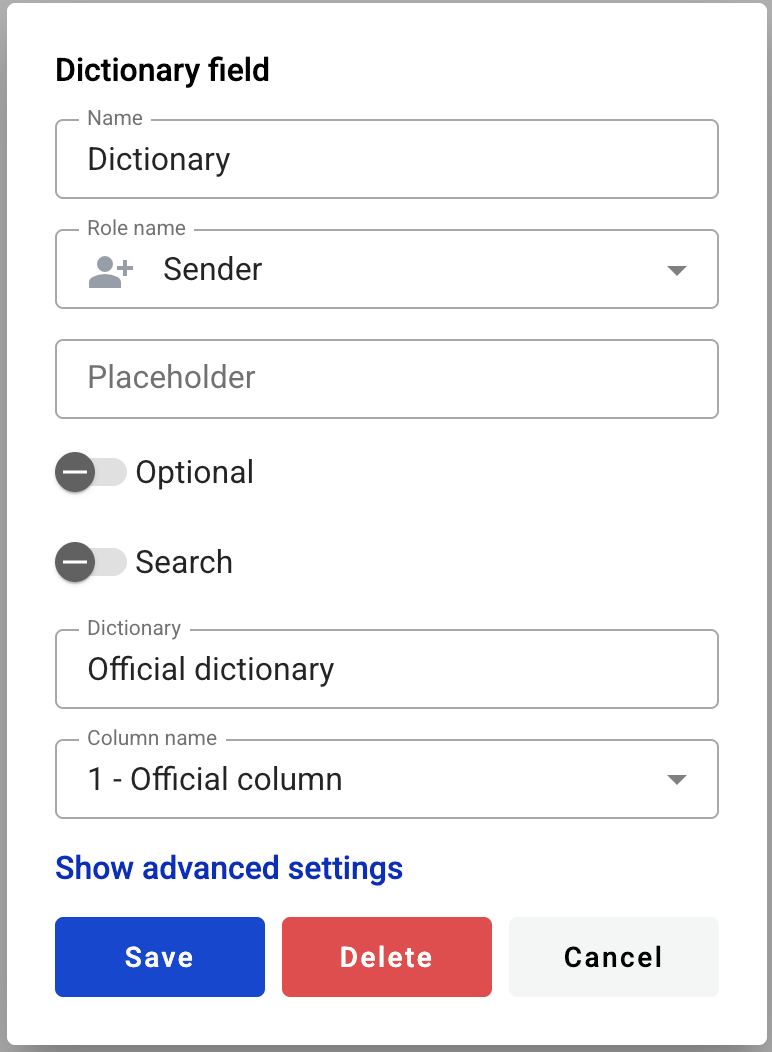 Dictionary field
Name
Dictionary
Role name
Sender
Placeholder
Optional
Search
Dictionary
Official dictionary
Column name
1 - Official column
Show advanced settings
Save
Delete
Cancel